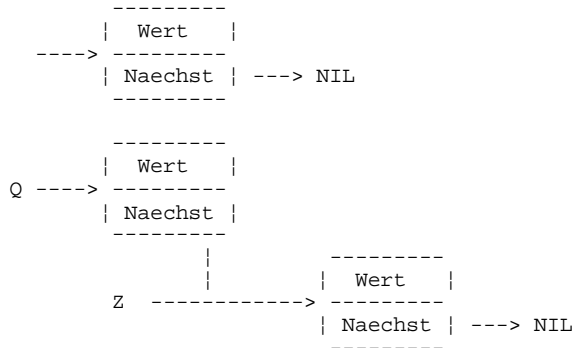 Wert
---->
Naechst ---> NIL
Wert
Q ---->
Naechst
Wert
Z ------------>
Naechst ---> NIL